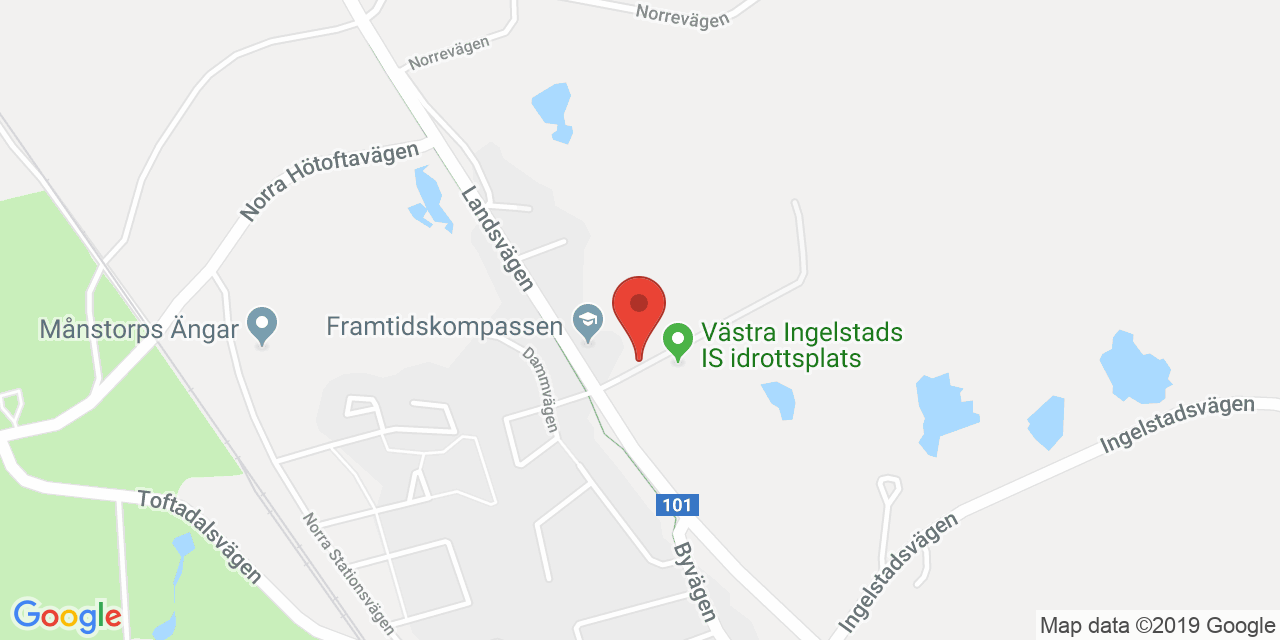 Norrevägen
Norrevägen
Norra Hötoftavägen
Landsvägen
Månstorps Ängar
Framtidskompassen
Västra Ingelstads
IS idrottsplats
Dammvägen
Ingelstadsvägen
101
Toftadalsvägen
Norra Stationsvägen
Byvägen
Ingelstadsvägen
Google
Map data ©2019 Google